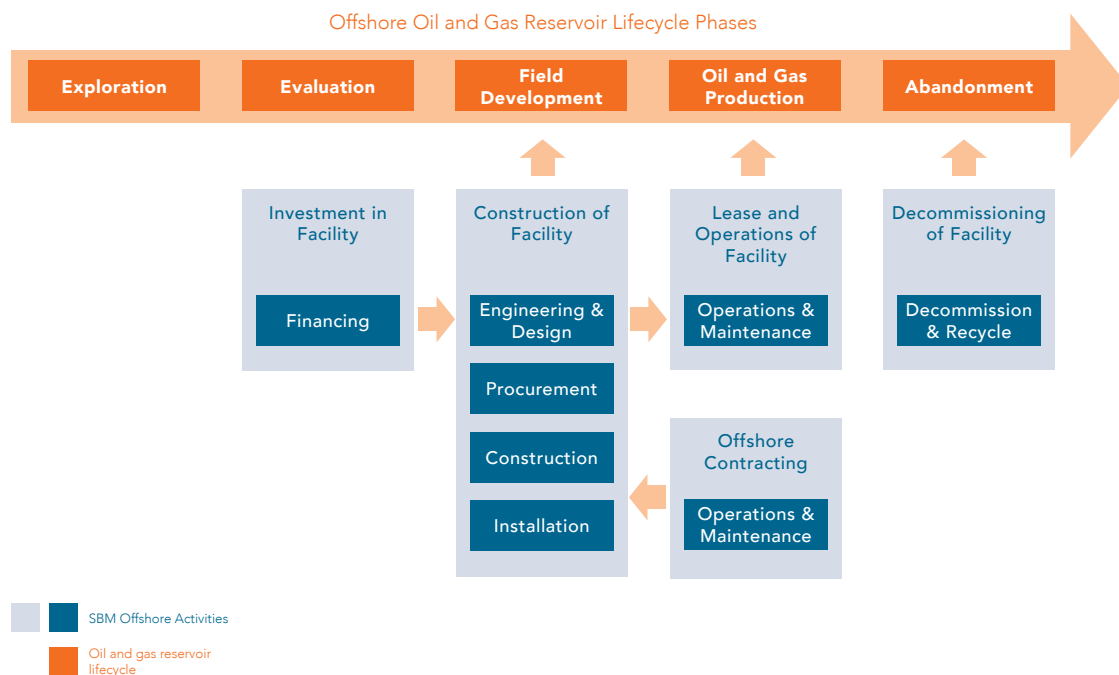 Offshore Oil and Gas Reservoir Lifecycle Phases
Exploration
Evaluation
Field
Development
Oil and Gas
Production
Abandonment
Investment in
Facility
Financing
Construction of
Facility
Engineering &
Design
Procurement
Construction
Installation
Lease and
Operations of
Facility
Operations &
Maintenance
Offshore
Contracting
Operations &
Maintenance
Decommissioning
of Facility
Decommission
& Recycle
SBM Offshore Activities
Oil and gas reservoir
lifecycle